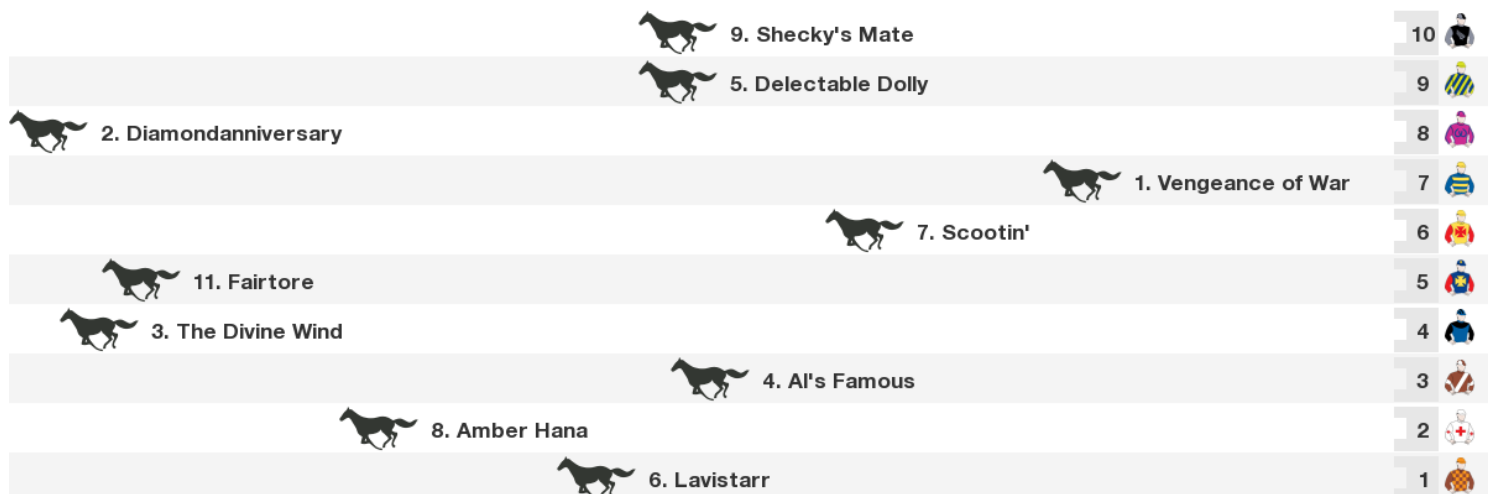 9. Shecky's Mate 10
5. Delectable Dolly 9
2. Diamondanniversary 8
1. Vengeance of War 7
7. Scootin' 6
11. Fairtore 5
3. The Divine Wind 4
4. Al's Famous 3
8. Amber Hana 2
6. Lavistarr 1